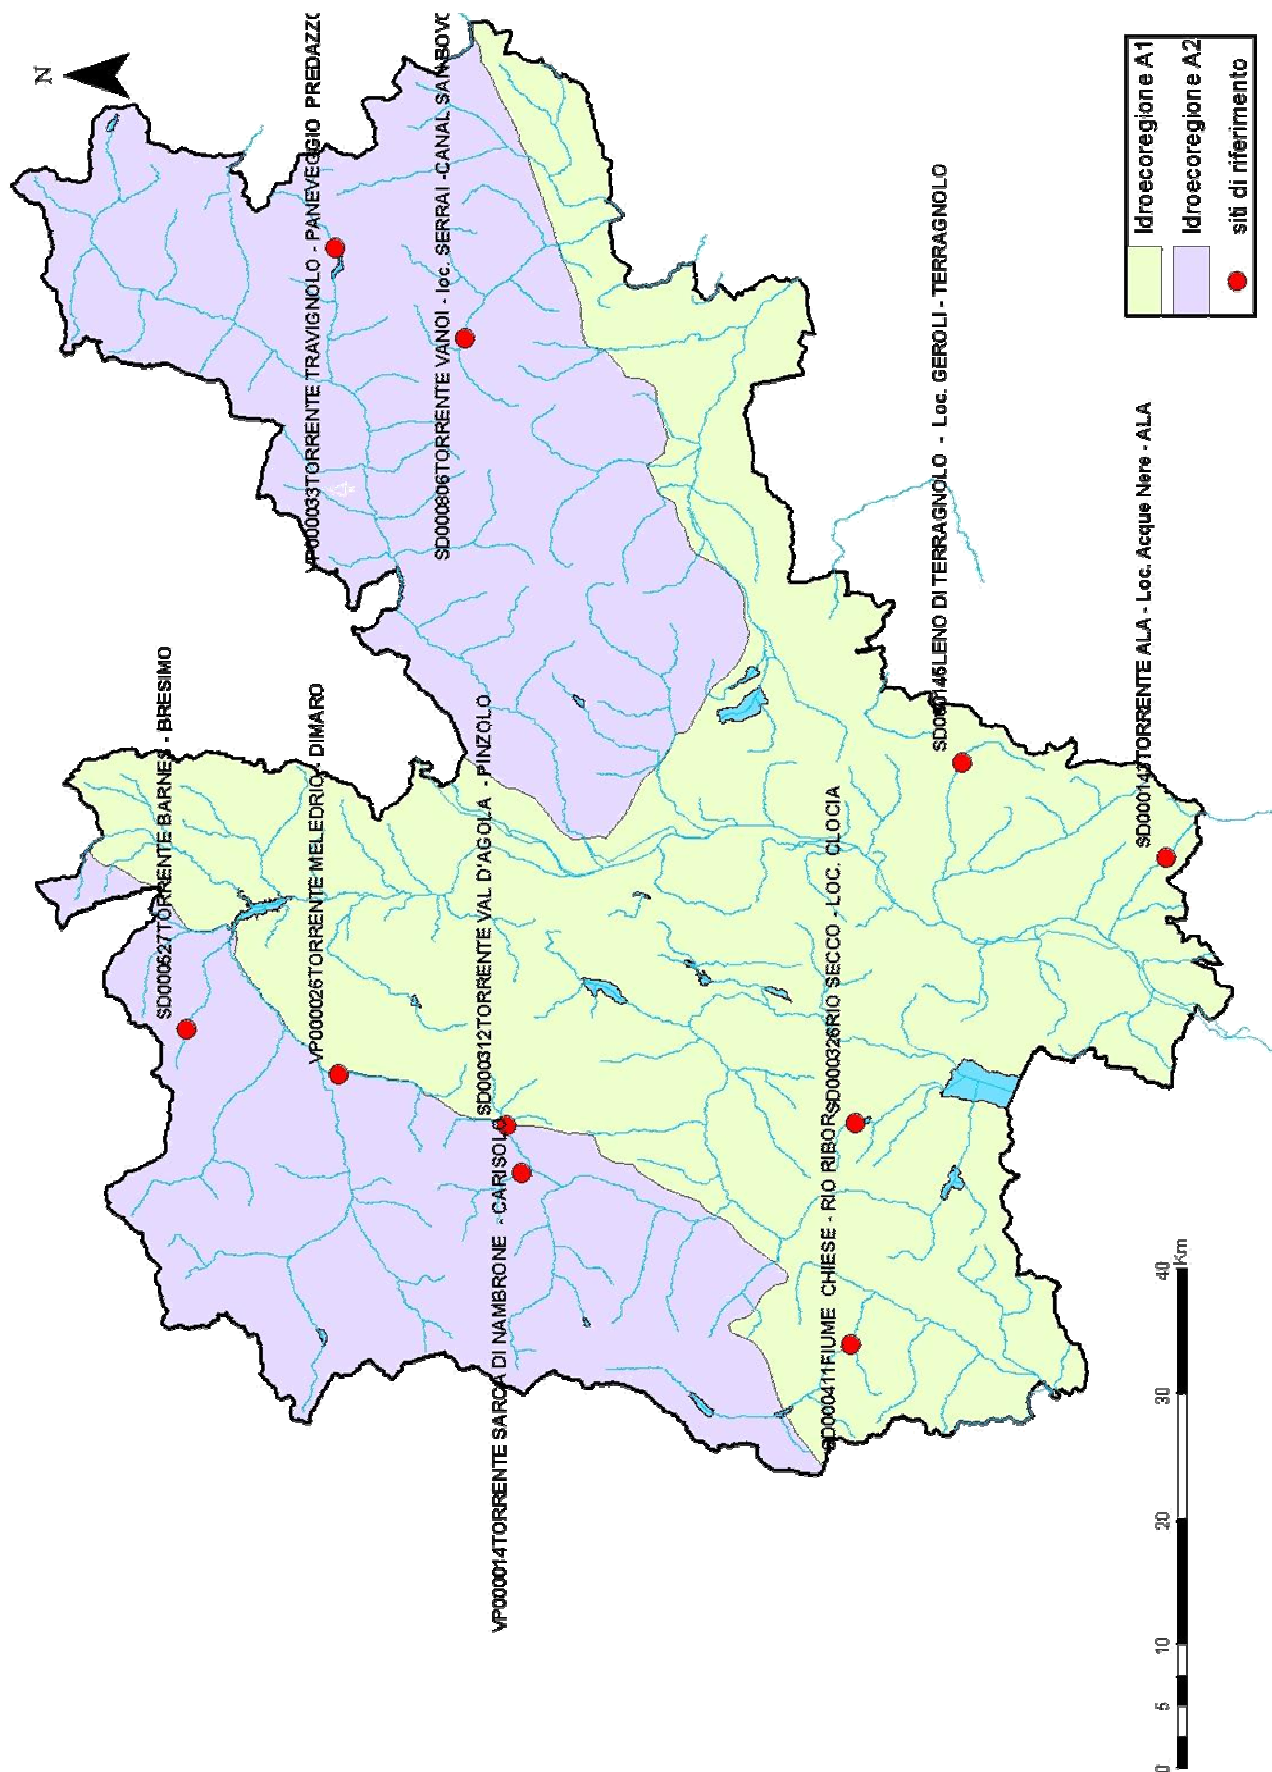 N
VP000033TORRENTE TRAVIGNOLO - PANEVEGGIO PREDAZZO
SD000806TORRENTE VANOI - loc. SERRAI -CANAL SAN BOVO
SD000527TORRENTE BARNES - BRESIMO
VP000026TORRENTE MELEDRIO - DIMARO
SD000312TORRENTE VAL D'AGOLA - PINZOLO
VP000014TORRENTE SARCA DI NAMBRONE - CARISOLO
SD000326RIO SECCO - LOC. CLOCIA
SD000411FIUME CHIESE - RIO RIBOR
LENO DI TERRAGNOLO - Loc. GEROLI - TERRAGNOLO
SD000143TORRENTE ALA - Loc. Acque Nere - ALA
Idroecoregione A1
Idroecoregione A2
siti di riferimento
0 5 10 20 30 40
Km